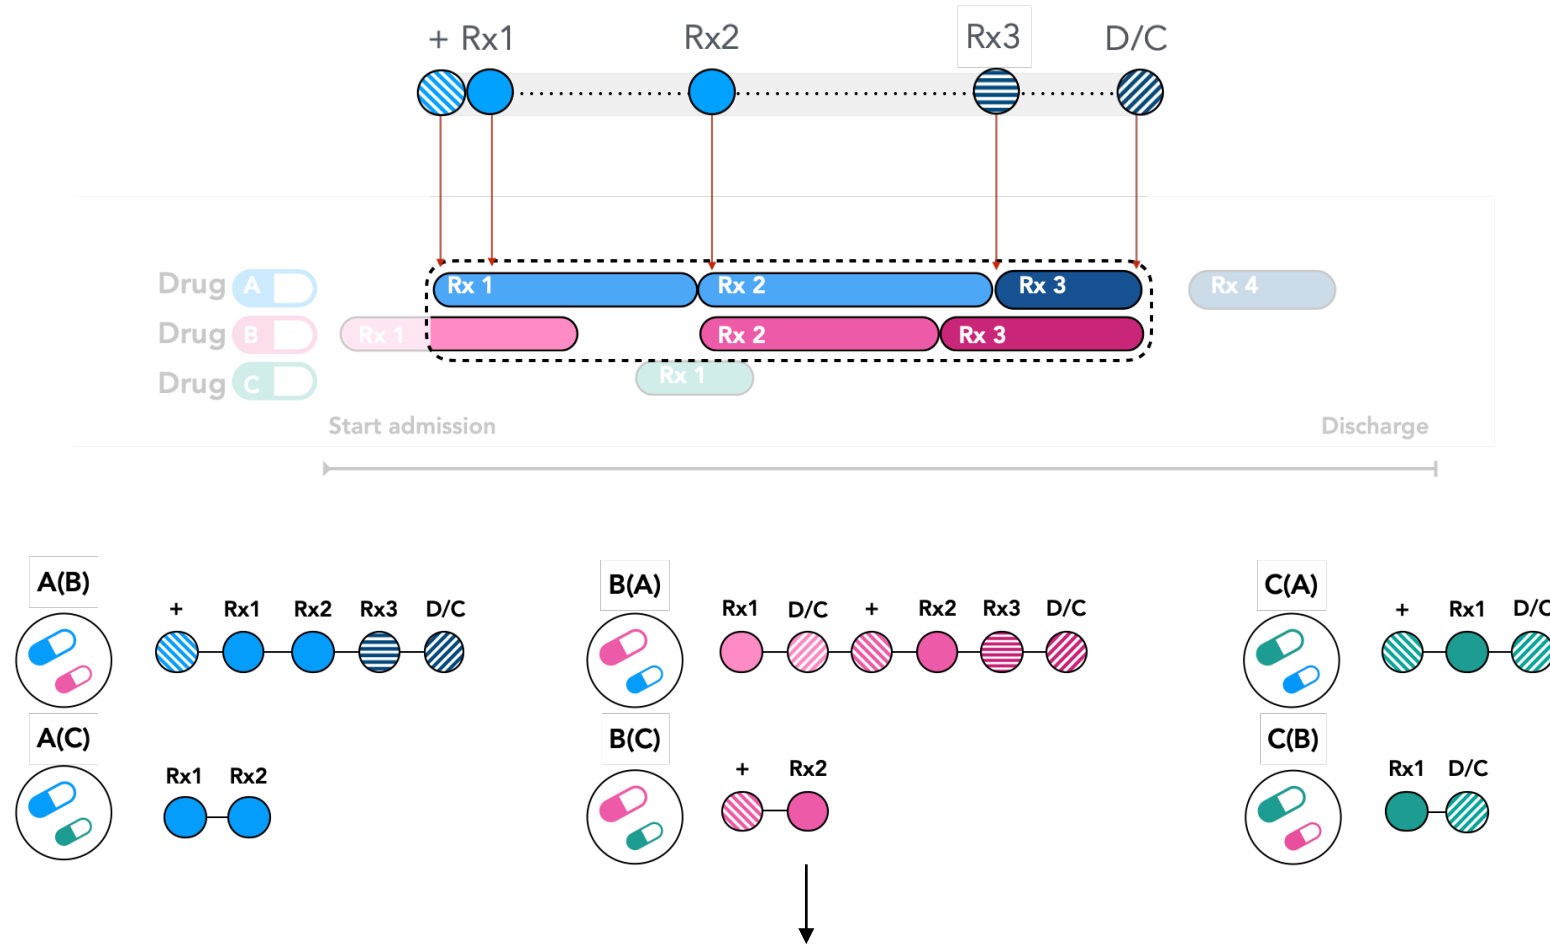 + Rx1 Rx2 Rx3 D/C
Drug A Rx 1 Rx 2 Rx 3 Rx 4
Drug B Rx 1 Rx 2 Rx 3
Drug C Rx 1
Start admission Discharge
A(B)
+ Rx1 Rx2 Rx3 D/C
B(A)
Rx1 D/C + Rx2 Rx3 D/C
C(A)
+ Rx1 D/C
A(C)
Rx1 Rx2
B(C)
+ Rx2
C(B)
Rx1 D/C